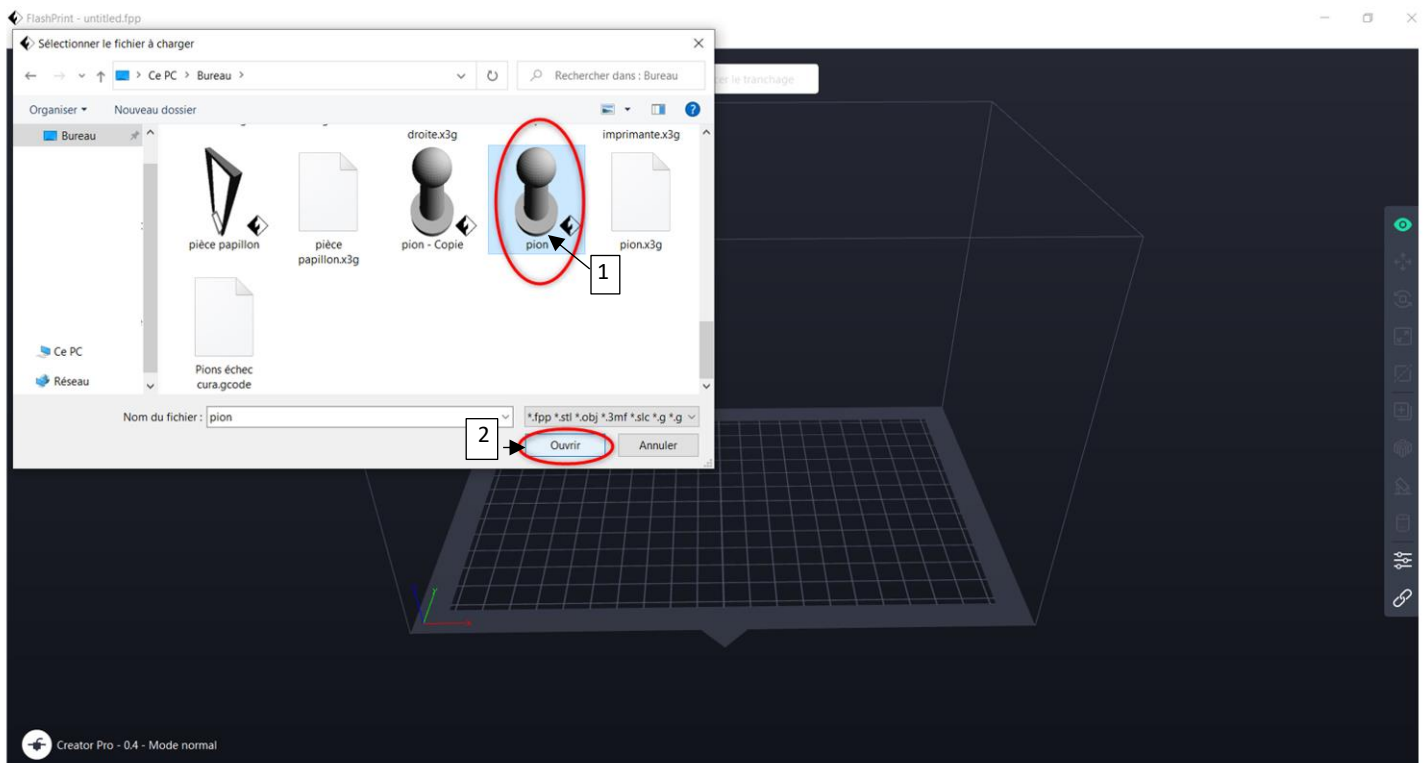 FlashPrint - untitled.fpp
Sélectionner le fichier à charger
Ce PC > Bureau >
Rechercher dans : Bureau
cer le tranchage
Organiser
Nouveau dossier
Bureau
droite.x3g
imprimante.x3g
pièce papillon
pièce
papillon.x3g
pion - Copie
pion
pion.x3g
1
Pions échec
cura.gcode
Ce PC
Réseau
Nom du fichier : pion
*.fpp *.stl *.obj *.3mf *.slc *.g *.g
2
Ouvrir
Annuler
Creator Pro - 0.4 - Mode normal